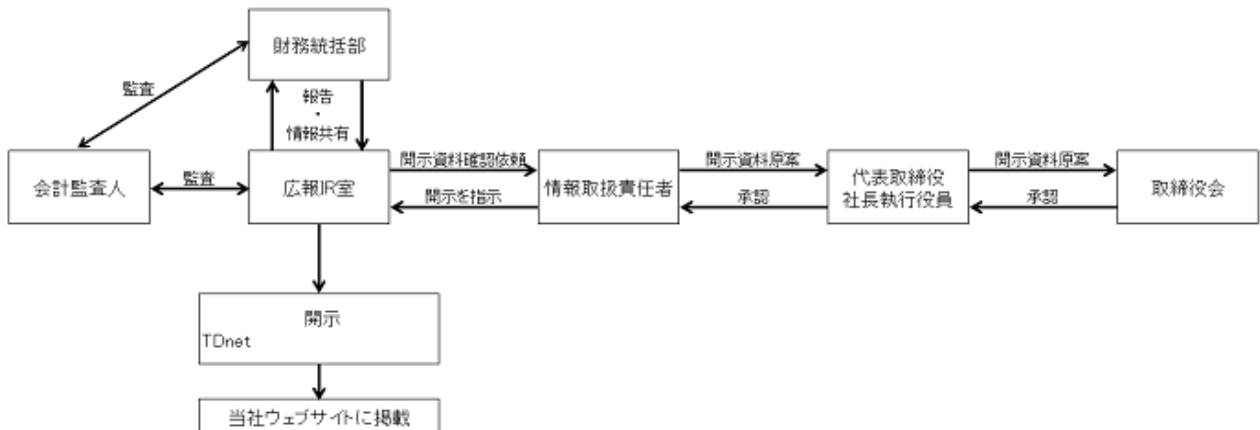 財務統括部
監査
報告
・
情報共有
会計監査人
監査
広報IR室
開示資料確認依頼
開示を指示
情報取扱責任者
開示資料原案
承認
代表取締役
社長執行役員
開示資料原案
承認
取締役会
開示
TDnet
当社ウェブサイトに掲載